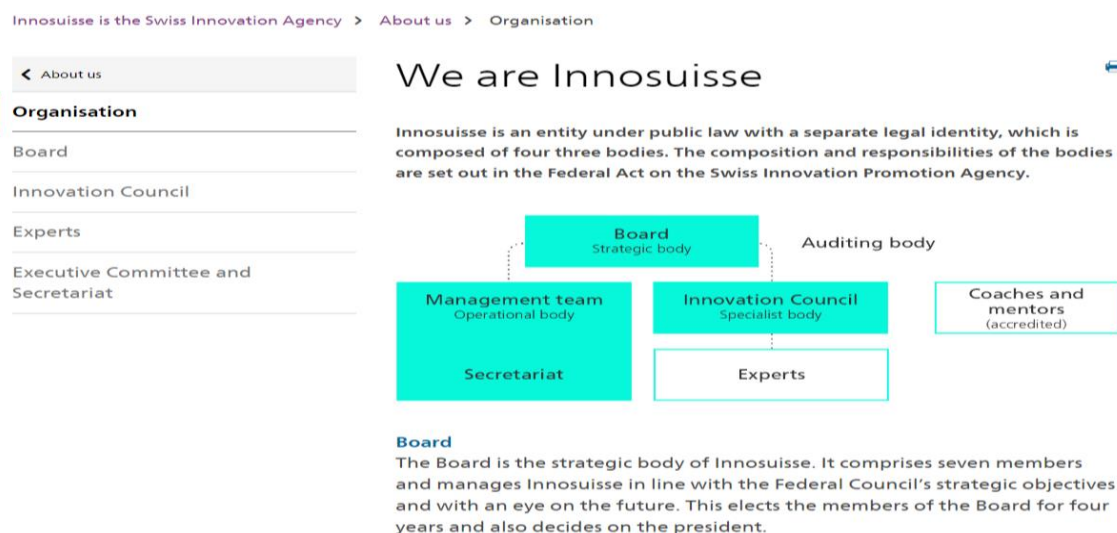 Innosuisse is the Swiss Innovation Agency > About us > Organisation
< About us
Organisation
Board
Innovation Council
Experts
Executive Committee and
Secretariat
We are Innosuisse
Innosuisse is an entity under public law with a separate legal identity, which is
composed of four three bodies. The composition and responsibilities of the bodies
are set out in the Federal Act on the Swiss Innovation Promotion Agency.
Board
Strategic body
Auditing body
Management team
Operational body
Innovation Council
Specialist body
Coaches and
mentors
(accredited)
Secretariat
Experts
Board
The Board is the strategic body of Innosuisse. It comprises seven members
and manages Innosuisse in line with the Federal Council's strategic objectives
and with an eye on the future. This elects the members of the Board for four
years and also decides on the president.